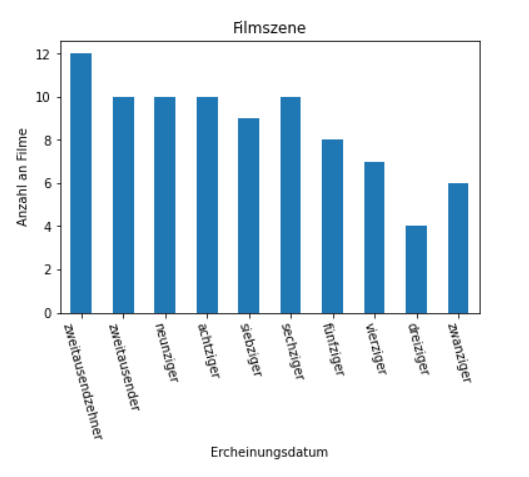 Filmszene
12
10
8
6
4
2
0
Anzahl an Filme
zweitausendzehner
zweitausender
neunziger
achtziger
siebziger
sechziger
fünfziger
vierziger
dreiziger
zwanziger
Ercheinungsdatum